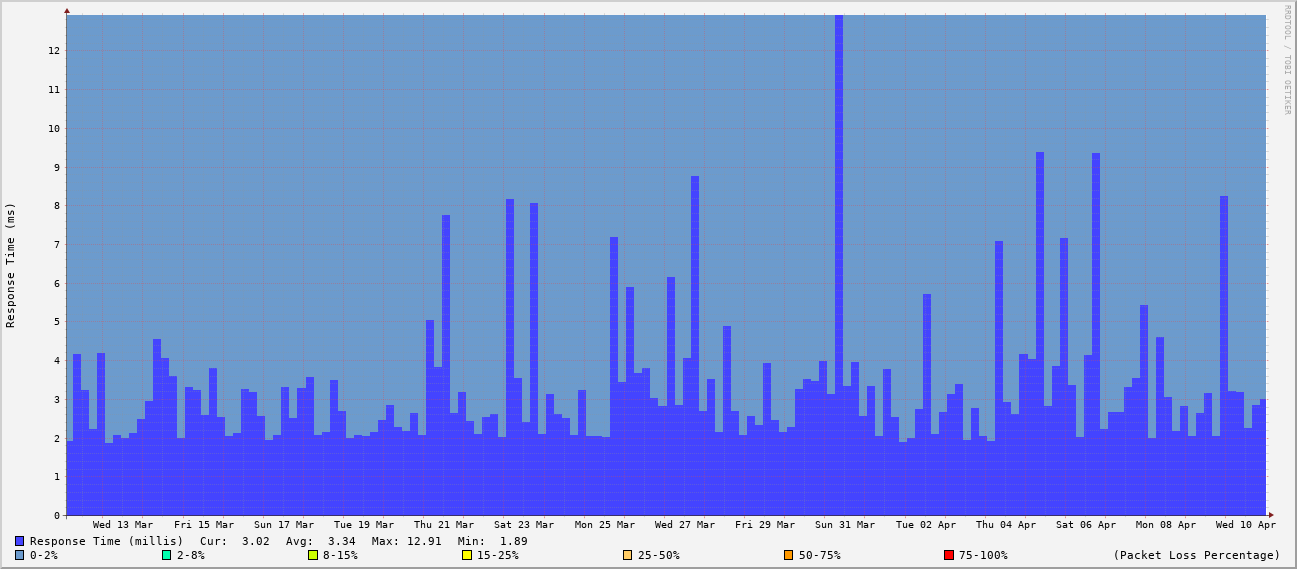 RRDTOOL / TOBI OETIKER
Response Time (ms)
12
11
10
9
8
7
6
5
4
3
2
1
0
Wed 13 Mar Fri 15 Mar Sun 17 Mar Tue 19 Mar Thu 21 Mar Sat 23 Mar Mon 25 Mar Wed 27 Mar Fri 29 Mar Sun 31 Mar Tue 02 Apr Thu 04 Apr Sat 06 Apr Mon 08 Apr Wed 10 Apr
Response Time (millis) Cur: 3.02 Avg: 3.34 Max: 12.91 Min: 1.89
0-2% 2-8% 8-15% 15-25% 25-50% 50-75% 75-100% (Packet Loss Percentage)